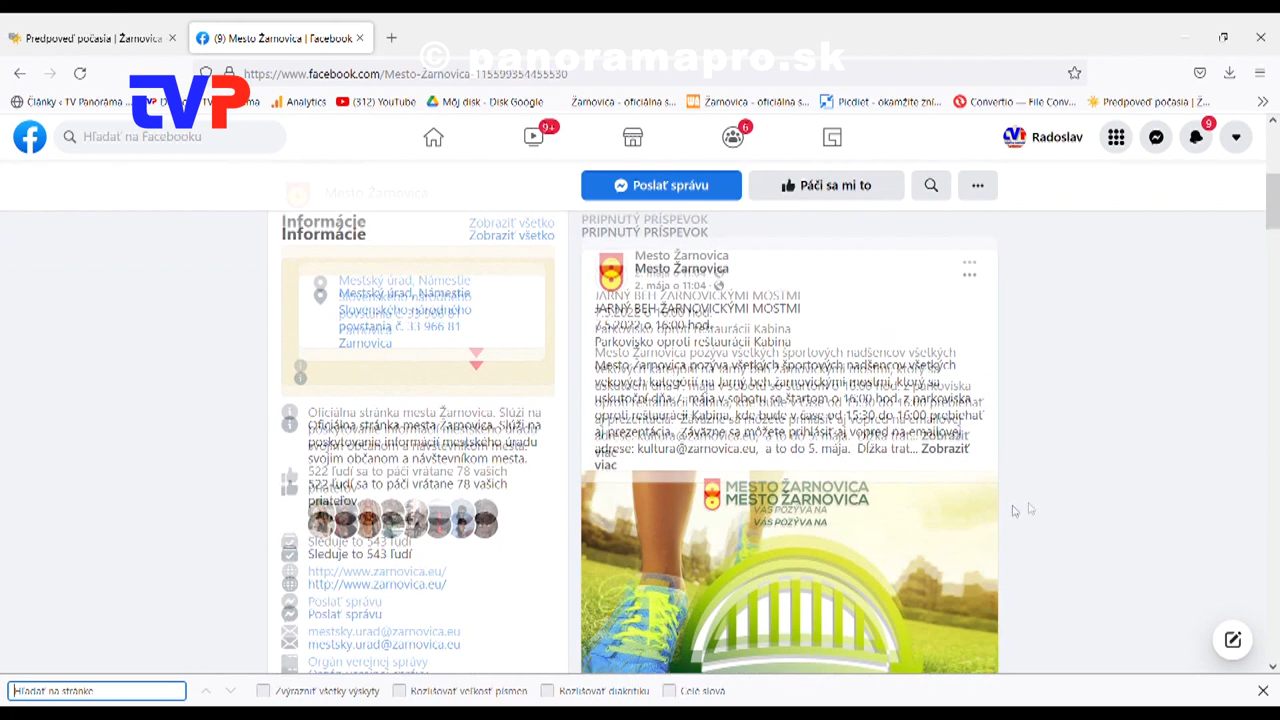 Predpoveď počasia | Žarnovica
(9) Mesto Žarnovica | Facebook
© panoramapro.sk
https://www.facebook.com/Mesto-Zarnovica-115599354455530
TVP
Články ‹ TV Panoráma ...
Analytics
(312) YouTube
Môj disk - Disk Google
Žarnovica - oficiálna s...
Žarnovica - oficiálna s...
Picdiet - okamžite zní...
Convertio — File Conv...
Predpoveď počasia | Ž...
Hľadať na Facebooku
9+
6
Radoslav
9
Mesto Žarnovica
Poslať správu
Páči sa mi to
Informácie
Zobraziť všetko
PRIPNUTÝ PRÍSPEVOK
Mesto Žarnovica
2. mája o 11:04
Mestský úrad, Námestie
Slovenského národného
povstania č. 33 966 81
Žarnovica
JARNÝ BEH ŽARNOVICKÝMI MOSTMI
7.5.2022 o 16:00 hod.
Parkovisko oproti reštaurácii Kabina
Mesto Žarnovica pozýva všetkých športových nadšencov všetkých
vekových kategórií na Jarný beh žarnovickými mostmi, ktorý sa
uskutoční dňa 7. mája v sobotu so štartom o 16:00 hod. z parkoviska
oproti reštaurácii Kabina, kde bude v čase od 15:30 do 16:00 prebiehať
aj prezentácia. Záväzne sa môžete prihlásiť aj vopred na emailovej
adrese: kultura@zarnovica.eu, a to do 5. mája. Dĺžka trat... Zobraziť
viac
Oficiálna stránka mesta Žarnovica. Slúži na
poskytovanie informácií mestského úradu
svojim občanom a návštevníkom mesta.
522 ľudí sa to páči vrátane 78 vašich
priateľov
Sleduje to 543 ľudí
http://www.zarnovica.eu/
Poslať správu
mestsky.urad@zarnovica.eu
Orgán verejnej správy
MESTO ŽARNOVICA
VÁS POZÝVA NA
Hľadať na stránke
Zvýrazniť všetky výskyty
Rozlišovať veľkosť písmen
Rozlišovať diakritiku
Celé slová